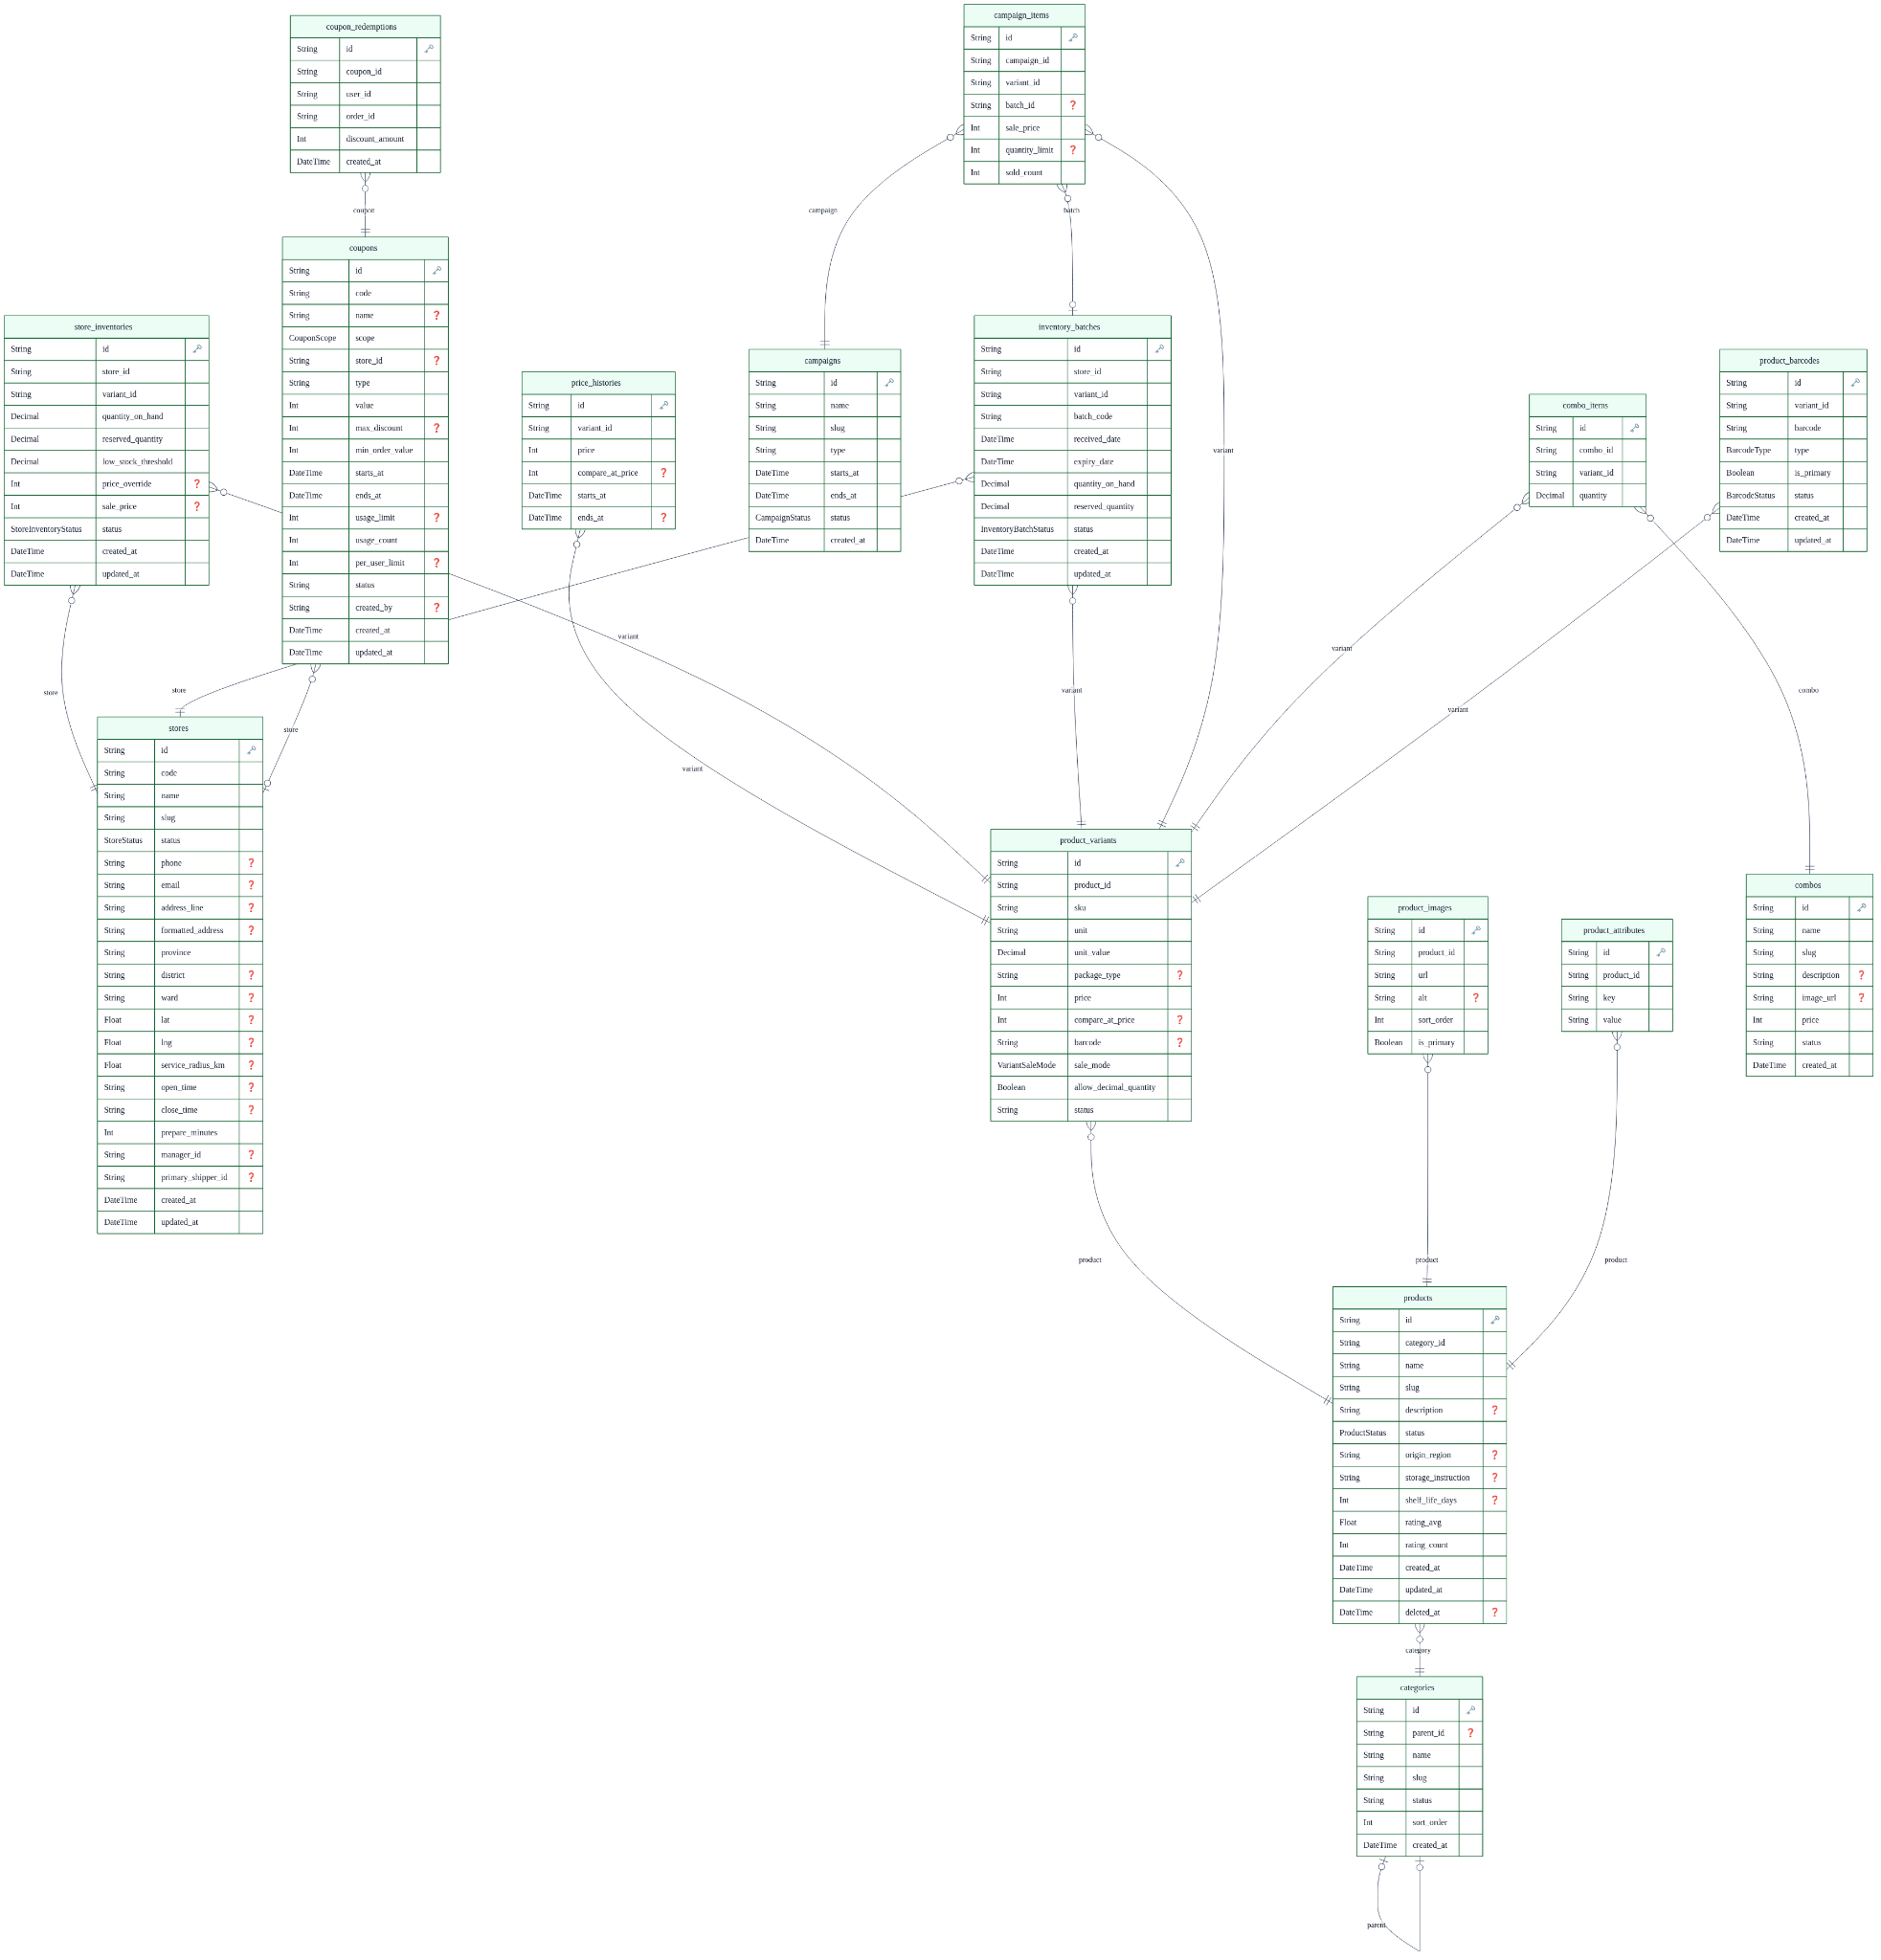 coupon_redemptions
String id
String coupon_id
String user_id
String order_id
Int discount_amount
DateTime created_at
campaign_items
String id
String campaign_id
String variant_id
String batch_id ?
Int sale_price
Int quantity_limit ?
Int sold_count
coupon
campaign
batch
variant
coupons
String id
String code
String name ?
CouponScope scope
String store_id ?
String type
Int value
Int max_discount ?
Int min_order_value
DateTime starts_at
DateTime ends_at
Int usage_limit ?
Int usage_count
Int per_user_limit ?
String status
String created_by ?
DateTime created_at
DateTime updated_at
store_inventories
String id
String store_id
String variant_id
Decimal quantity_on_hand
Decimal reserved_quantity
Decimal low_stock_threshold
Int price_override ?
Int sale_price ?
StoreInventoryStatus status
DateTime created_at
DateTime updated_at
price_histories
String id
String variant_id
Int price
Int compare_at_price ?
DateTime starts_at
DateTime ends_at ?
campaigns
String id
String name
String slug
String type
DateTime starts_at
DateTime ends_at
CampaignStatus status
DateTime created_at
inventory_batches
String id
String store_id
String variant_id
String batch_code
DateTime received_date
DateTime expiry_date
Decimal quantity_on_hand
Decimal reserved_quantity
InventoryBatchStatus status
DateTime created_at
DateTime updated_at
combo_items
String id
String combo_id
String variant_id
Decimal quantity
product_barcodes
String id
String variant_id
String barcode
BarcodeType type
Boolean is_primary
BarcodeStatus status
DateTime created_at
DateTime updated_at
variant
variant
store
store
variant
combo
variant
store
variant
stores
String id
String code
String name
String slug
StoreStatus status
String phone ?
String email ?
String address_line ?
String formatted_address ?
String province
String district ?
String ward ?
Float lat ?
Float lng ?
Float service_radius_km ?
String open_time ?
String close_time ?
Int prepare_minutes
String manager_id ?
String primary_shipper_id ?
DateTime created_at
DateTime updated_at
product_variants
String id
String product_id
String sku
String unit
Decimal unit_value
String package_type ?
Int price
Int compare_at_price ?
String barcode ?
VariantSaleMode sale_mode
Boolean allow_decimal_quantity
String status
product_images
String id
String product_id
String url
String alt ?
Int sort_order
Boolean is_primary
product_attributes
String id
String product_id
String key
String value
combos
String id
String name
String slug
String description ?
String image_url ?
Int price
String status
DateTime created_at
product
product
product
products
String id
String category_id
String name
String slug
String description ?
ProductStatus status
String origin_region ?
String storage_instruction ?
Int shelf_life_days ?
Float rating_avg
Int rating_count
DateTime created_at
DateTime updated_at
DateTime deleted_at ?
category
categories
String id
String parent_id ?
String name
String slug
String status
Int sort_order
DateTime created_at
parent